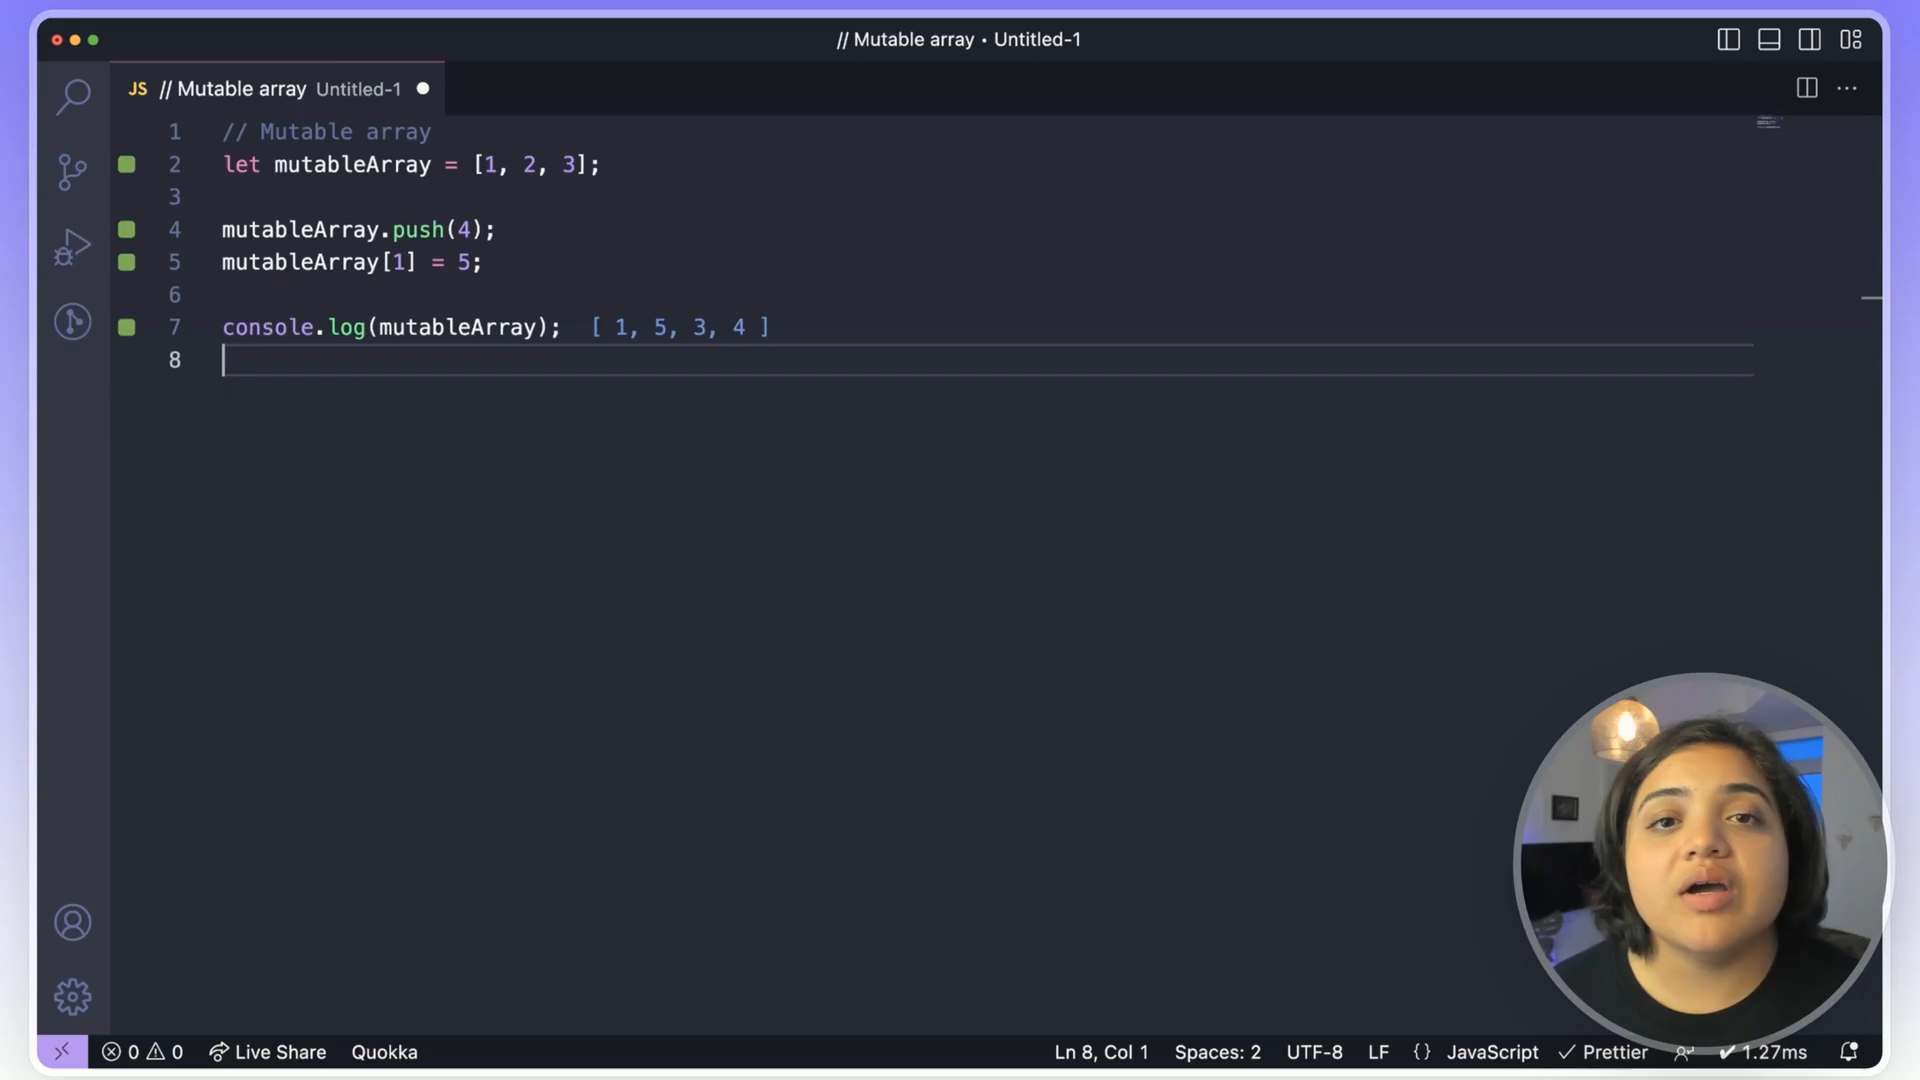 // Mutable array • Untitled-1
JS // Mutable array Untitled-1
1 // Mutable array
2 let mutableArray = [1, 2, 3];
3
4 mutableArray.push(4);
5 mutableArray[1] = 5;
6
7 console.log(mutableArray); [ 1, 5, 3, 4 ]
8
0 0 Live Share Quokka Ln 8, Col 1 Spaces: 2 UTF-8 LF {} JavaScript ✓ Prettier ✓ 1.27ms